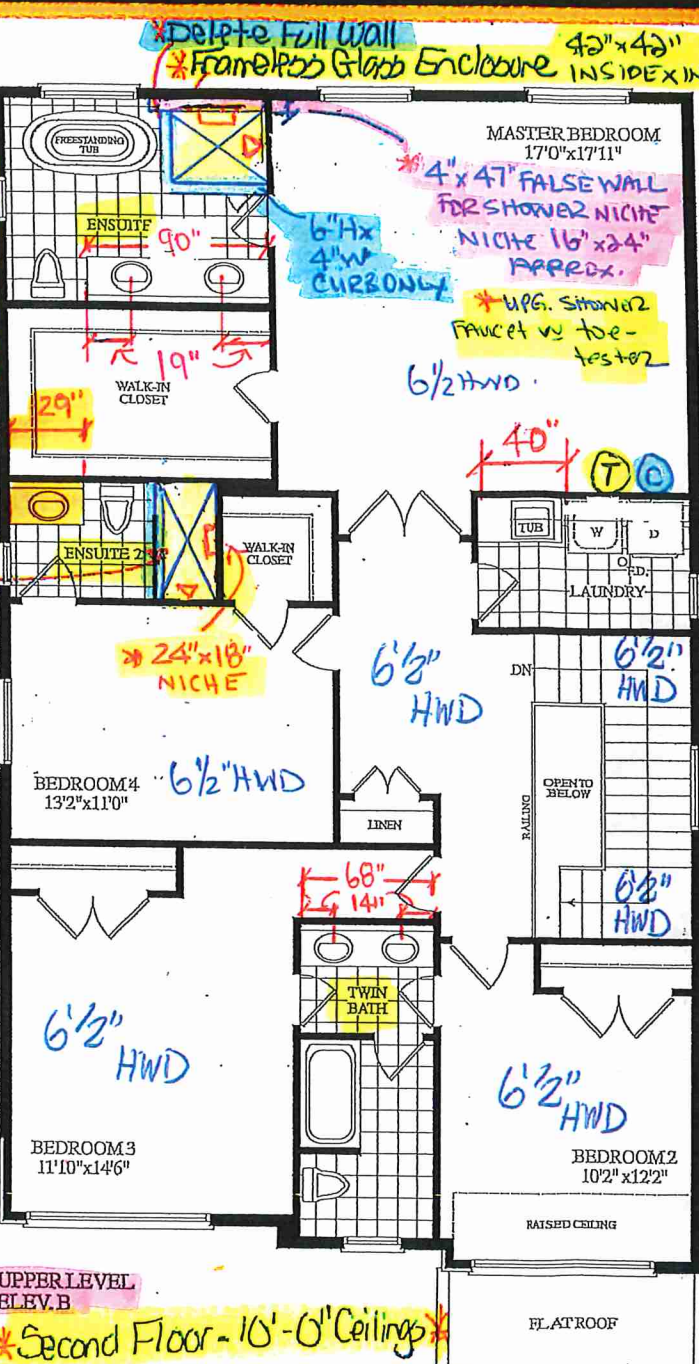 *Delete Full Wall
*Frameless Glass Enclosure 42"x42"
INSIDE X IN
FREESTANDING
TUB
MASTER BEDROOM
17'0"x17'11"
*4"x 47" FALSE WALL
FOR SHOWER NICHE
NICHE 16"x24"
APPROX.
ENSUITE
90"
6"H x
4"W
CURB ONLY
*UPG. SHOWER
FAUCET w/ toe-
tester
19"
WALK-IN
CLOSET
6 1/2 HWD.
29"
40"
T C
TUB
W
D
F.D.
LAUNDRY
ENSUITE 2
WALK-IN
CLOSET
* 24"x18"
NICHE
6 1/2"
HWD
DN
6 1/2"
HWD
BEDROOM 4
13'2"x11'0"
6 1/2" HWD
OPEN TO
BELOW
RAILING
LINEN
68"
14"
6 1/2"
HWD
TWIN
BATH
6 1/2"
HWD
6 1/2"
HWD
BEDROOM 3
11'10"x14'6"
BEDROOM 2
10'2"x12'2"
RAISED CEILING
UPPER LEVEL
ELEV. B
FLAT ROOF
*Second Floor - 10'-0" Ceilings*